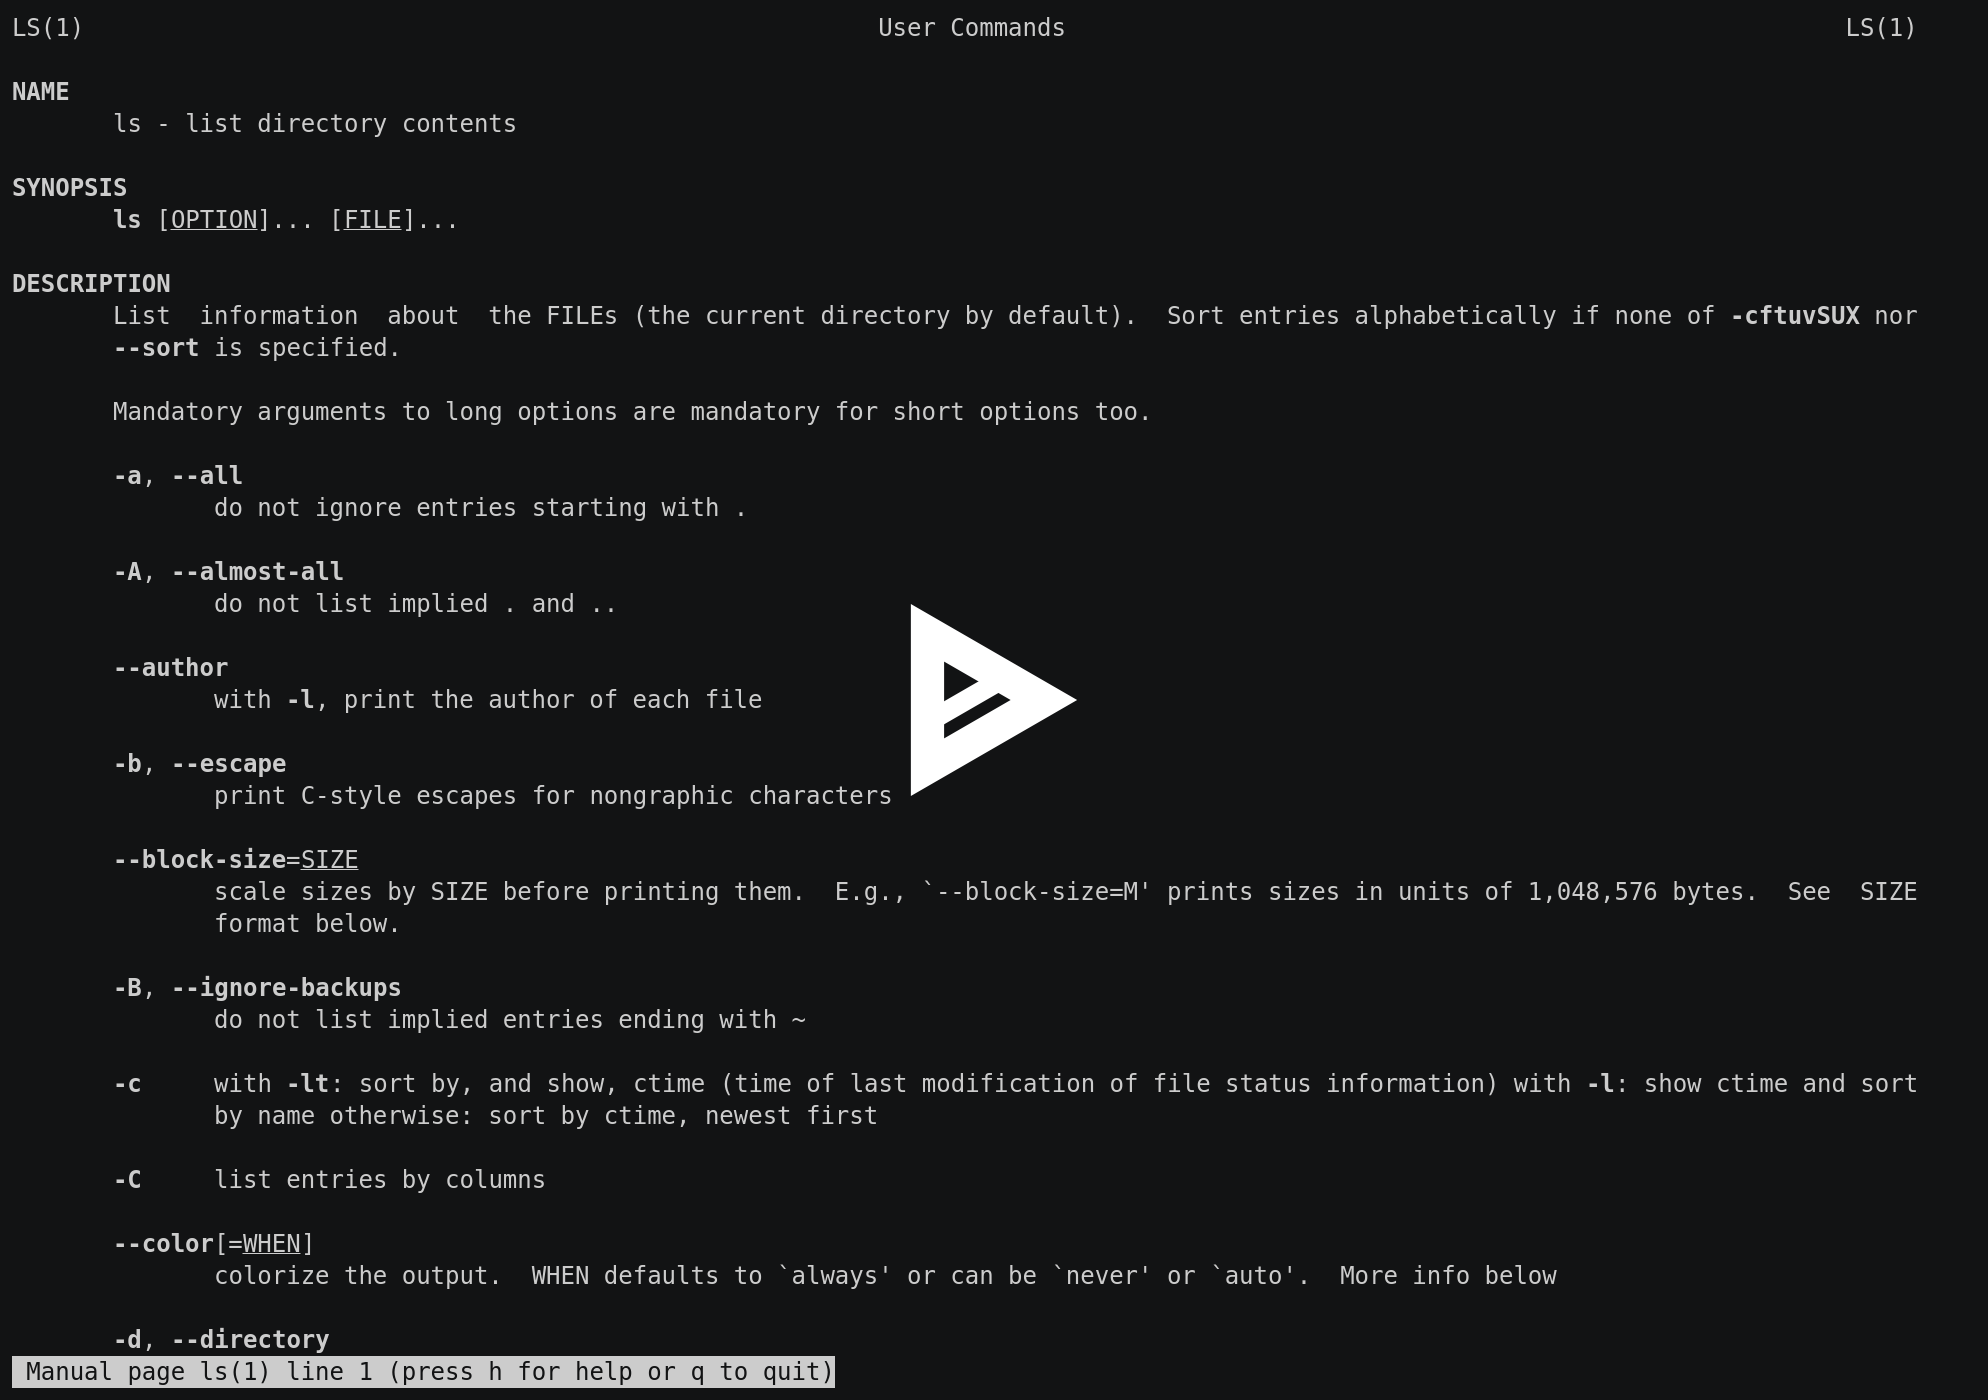 LS(1) User Commands LS(1)
NAME
ls - list directory contents
SYNOPSIS
ls [OPTION]... [FILE]...
DESCRIPTION
List  information  about  the FILEs (the current directory by default).  Sort entries alphabetically if none of -cftuvSUX nor
--sort is specified.
Mandatory arguments to long options are mandatory for short options too.
-a, --all
do not ignore entries starting with .
-A, --almost-all
do not list implied . and ..
--author
with -l, print the author of each file
-b, --escape
print C-style escapes for nongraphic characters
--block-size=SIZE
scale sizes by SIZE before printing them.  E.g., `--block-size=M' prints sizes in units of 1,048,576 bytes.  See  SIZE
format below.
-B, --ignore-backups
do not list implied entries ending with ~
-c     with -lt: sort by, and show, ctime (time of last modification of file status information) with -l: show ctime and sort
by name otherwise: sort by ctime, newest first
-C     list entries by columns
--color[=WHEN]
colorize the output.  WHEN defaults to `always' or can be `never' or `auto'.  More info below
-d, --directory
Manual page ls(1) line 1 (press h for help or q to quit)